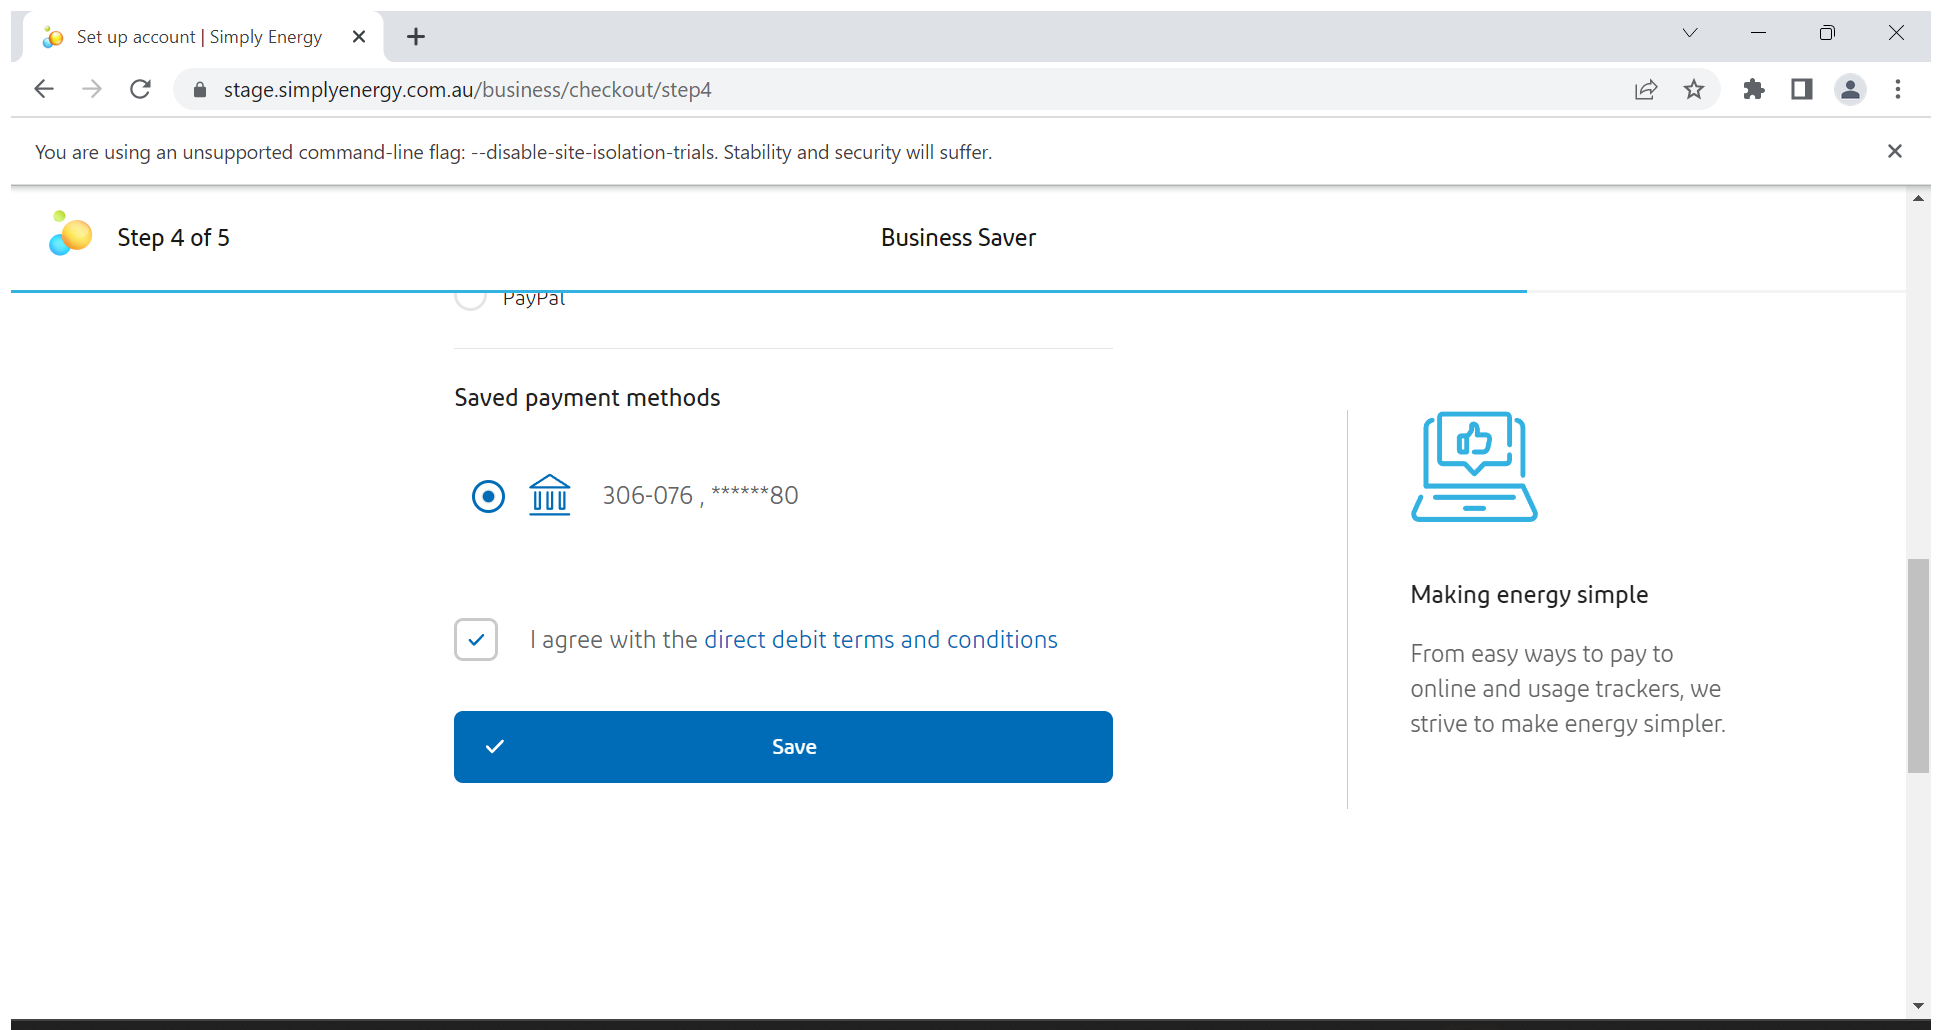 Set up account | Simply Energy
stage.simplyenergy.com.au/business/checkout/step4
You are using an unsupported command-line flag: --disable-site-isolation-trials. Stability and security will suffer.
Step 4 of 5
Business Saver
PayPal
Saved payment methods
306-076 , ******80
I agree with the direct debit terms and conditions
Save
Making energy simple
From easy ways to pay to
online and usage trackers, we
strive to make energy simpler.